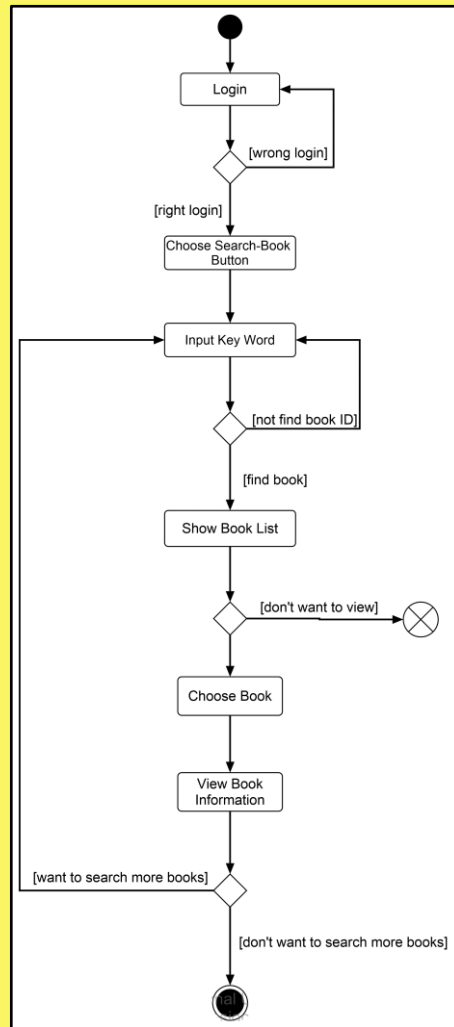 Login
[wrong login]
[right login]
Choose Search-Book
Button
Input Key Word
[not find book ID]
[find book]
Show Book List
[don't want to view]
Choose Book
View Book
Information
[want to search more books]
[don't want to search more books]